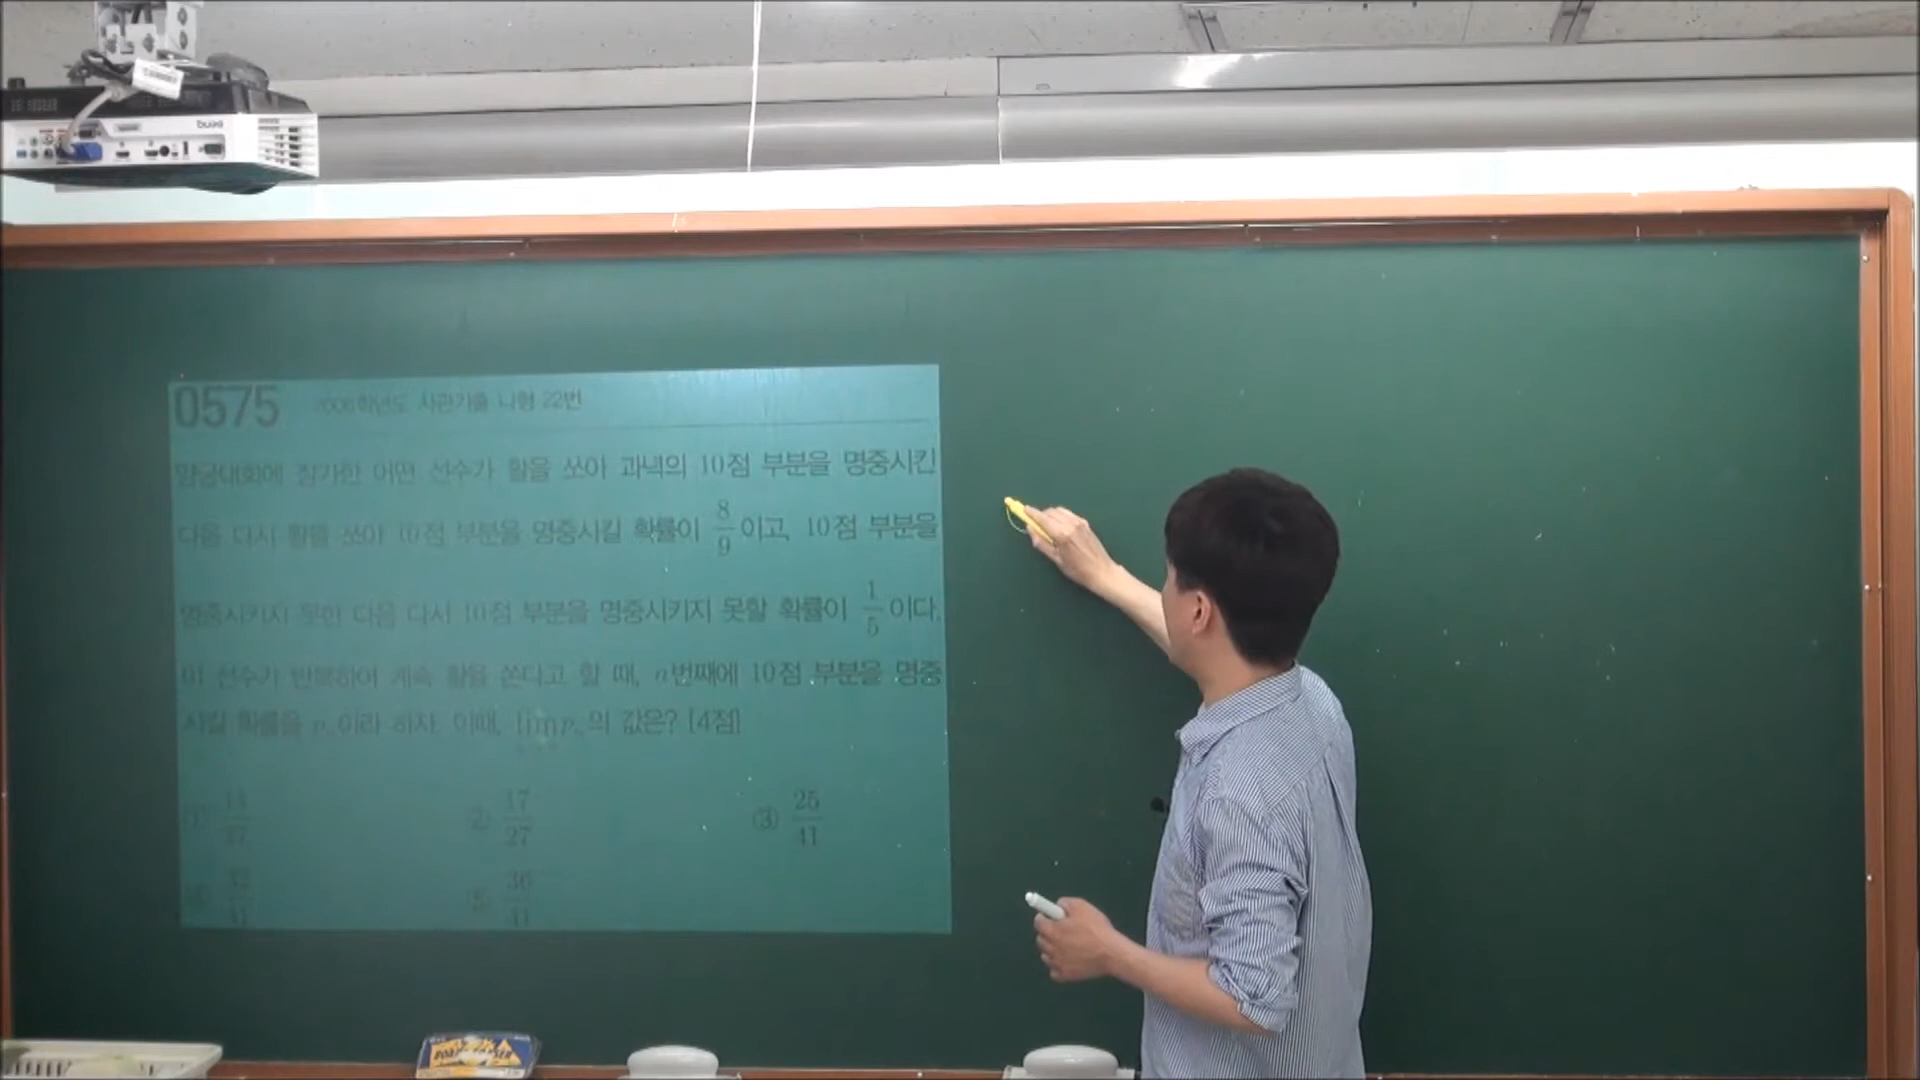 benq
0575 2006학년도 사관기출 나형 22번
양궁대회에 참가한 어떤 선수가 활을 쏘아 과녁의 10점 부분을 명중시킨
다음 다시 활을 쏘아 10점 부분을 명중시킬 확률이 8/9이고, 10점 부분을
명중시키지 못한 다음 다시 10점 부분을 명중시키지 못할 확률이 1/5이다.
이 선수가 반복하여 계속 활을 쏜다고 할 때, n번째에 10점 부분을 명중
시킬 확률을 pₙ이라 하자. 이때, lim pₙ의 값은? [4점]
① /27 ② 17/27 ③ 25/41
④ 32/41 ⑤ 36/41